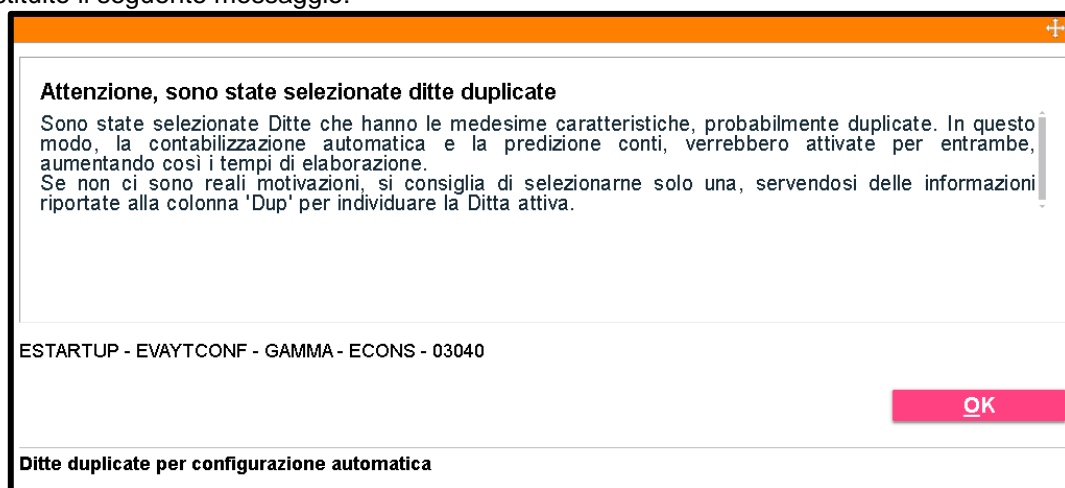 seguente messaggio:
Attenzione, sono state selezionate ditte duplicate
Sono state selezionate Ditte che hanno le medesime caratteristiche, probabilmente duplicate. In questo
modo, la contabilizzazione automatica e la predizione conti, verrebbero attivate per entrambe,
aumentando così i tempi di elaborazione.
Se non ci sono reali motivazioni, si consiglia di selezionarne solo una, servendosi delle informazioni
riportate alla colonna 'Dup' per individuare la Ditta attiva.
ESTARTUP - EVAYTCONF - GAMMA - ECONS - 03040
OK
Ditte duplicate per configurazione automatica